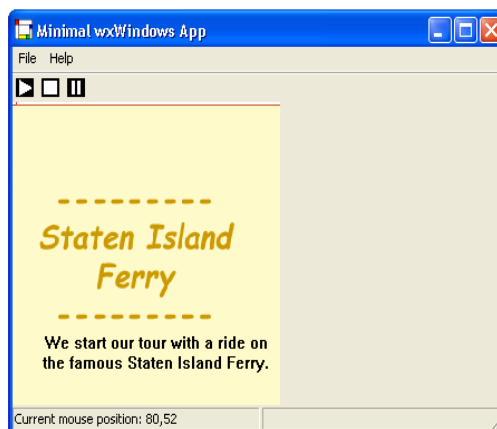 Minimal wxWindows App
File Help
Staten Island
Ferry
We start our tour with a ride on
the famous Staten Island Ferry.
Current mouse position: 80,52